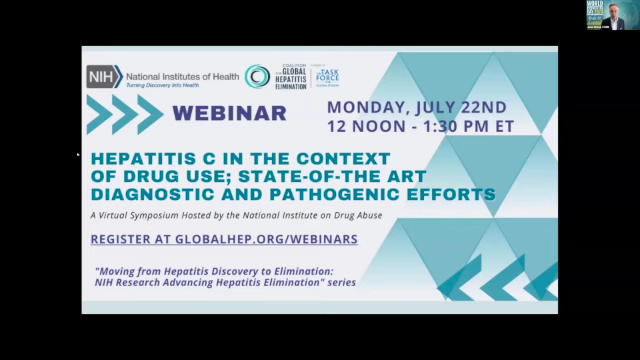 NIH
National Institutes of Health
Turning Discovery Into Health
COALITION
FOR GLOBAL
HEPATITIS
ELIMINATION
TASK
FORCE
WEBINAR
MONDAY, JULY 22ND
12 NOON - 1:30 PM ET
HEPATITIS C IN THE CONTEXT
OF DRUG USE; STATE-OF-THE ART
DIAGNOSTIC AND PATHOGENIC EFFORTS
A Virtual Symposium Hosted by the National Institute on Drug Abuse
REGISTER AT GLOBALHEP.ORG/WEBINARS
"Moving from Hepatitis Discovery to Elimination:
NIH Research Advancing Hepatitis Elimination" series
WORLD